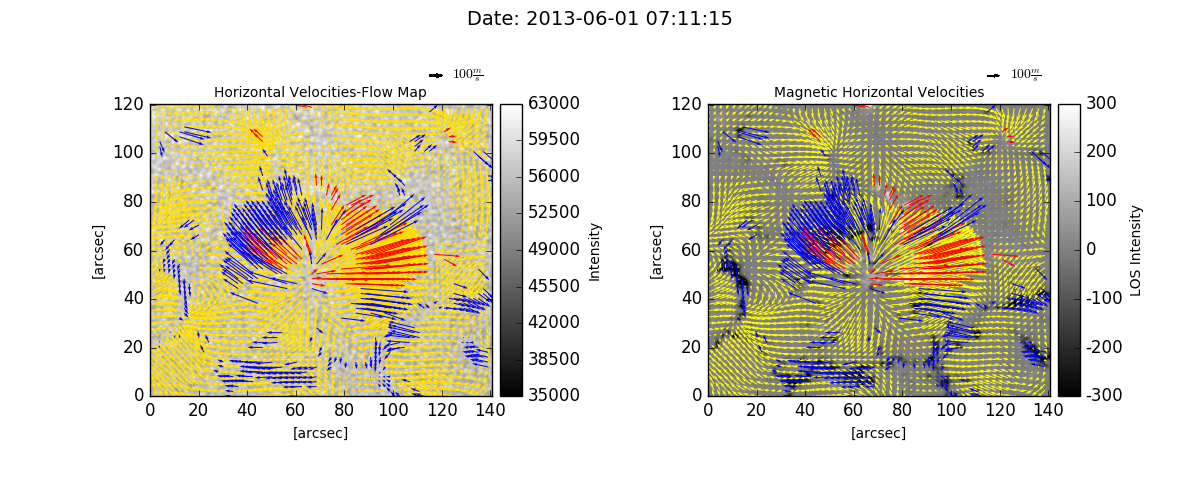 Date: 2013-06-01 07:11:15
100 m/s
Horizontal Velocities-Flow Map
120
100
80
60
40
20
0
[arcsec]
0 20 40 60 80 100 120 140
[arcsec]
63000
59500
56000
52500
49000
45500
42000
38500
35000
Intensity
100 m/s
Magnetic Horizontal Velocities
120
100
80
60
40
20
0
[arcsec]
0 20 40 60 80 100 120 140
[arcsec]
300
200
100
0
-100
-200
-300
LOS Intensity